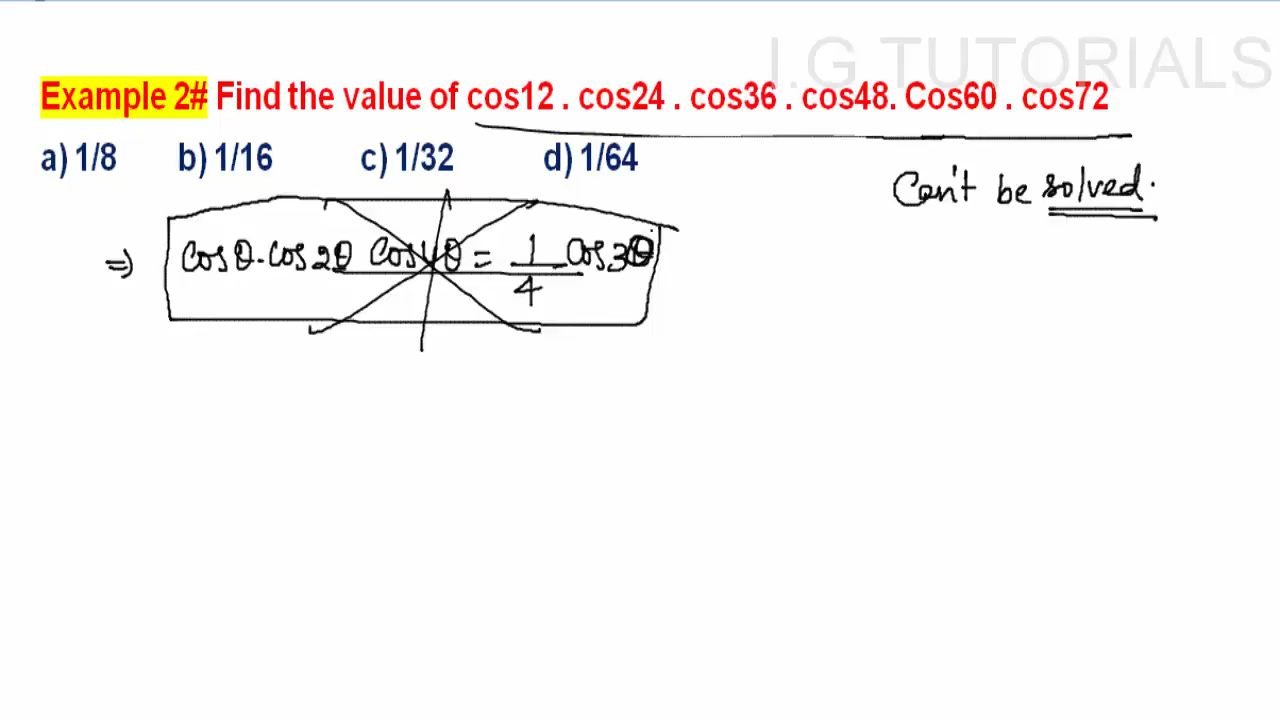 I.G TUTORIALS
Example 2# Find the value of cos12 . cos24 . cos36 . cos48. Cos60 . cos72
a) 1/8 b) 1/16 c) 1/32 d) 1/64
Can't be solved.
⇒ Cosθ.Cos2θ Cos4θ = 1/4 Cos3θ